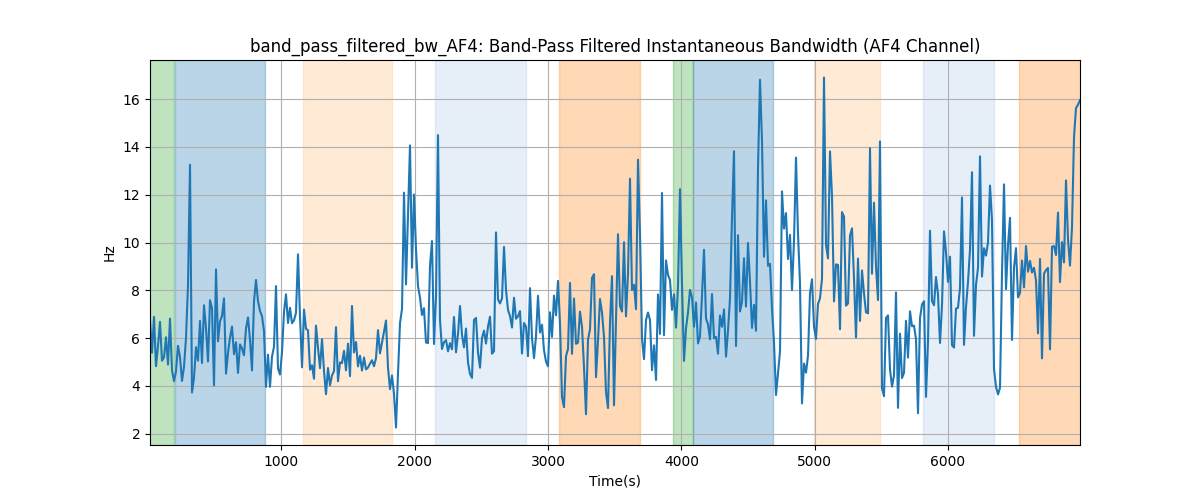 band_pass_filtered_bw_AF4: Band-Pass Filtered Instantaneous Bandwidth (AF4 Channel)
16
14
12
10
8
6
4
2
Hz
1000 2000 3000 4000 5000 6000
Time(s)